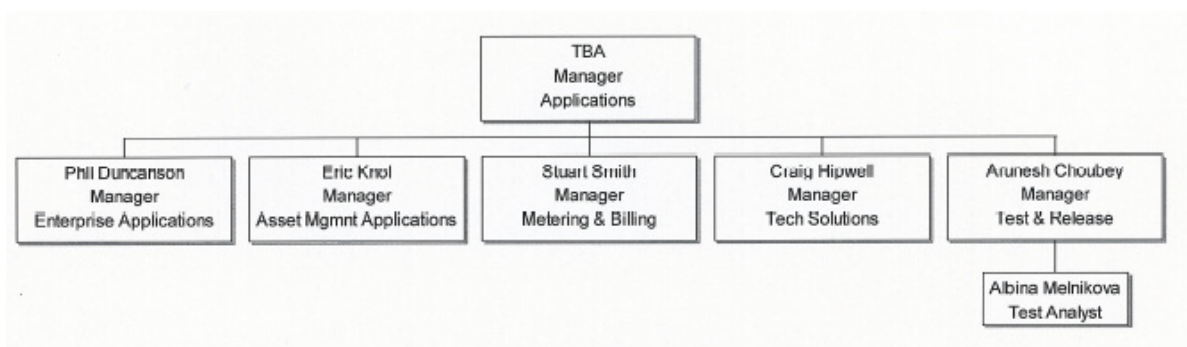 TBA
Manager
Applications
Phil Duncanson
Manager
Enterprise Applications
Eric Knol
Manager
Asset Mgmnt Applications
Stuart Smith
Manager
Metering & Billing
Craig Hipwell
Manager
Tech Solutions
Arunesh Choubey
Manager
Test & Release
Albina Melnikova
Test Analyst